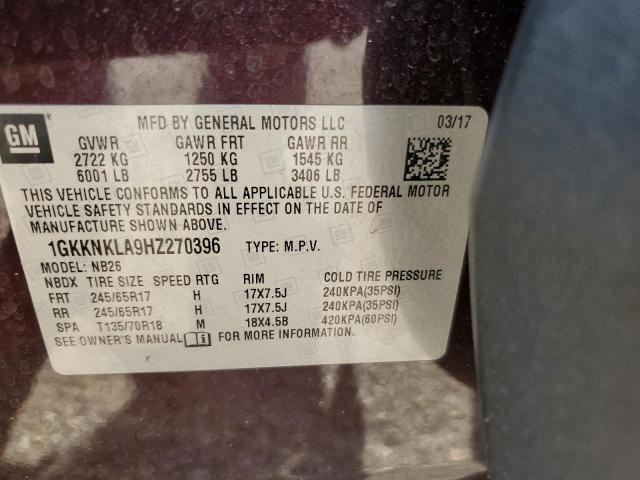 GM
MFD BY GENERAL MOTORS LLC 03/17
GVWR GAWR FRT GAWR RR
2722 KG 1250 KG 1545 KG
6001 LB 2755 LB 3406 LB
THIS VEHICLE CONFORMS TO ALL APPLICABLE U.S. FEDERAL MOTOR
VEHICLE SAFETY STANDARDS IN EFFECT ON THE DATE OF
MANUFACTURE SHOWN ABOVE.
1GKKNKLA9HZ270396 TYPE: M.P.V.
MODEL: NB26
NBDX TIRE SIZE SPEED RTG RIM COLD TIRE PRESSURE
FRT 245/65R17 H 17X7.5J 240KPA(35PSI)
RR 245/65R17 H 17X7.5J 240KPA(35PSI)
SPA T135/70R18 M 18X4.5B 420KPA(60PSI)
SEE OWNER'S MANUAL FOR MORE INFORMATION.